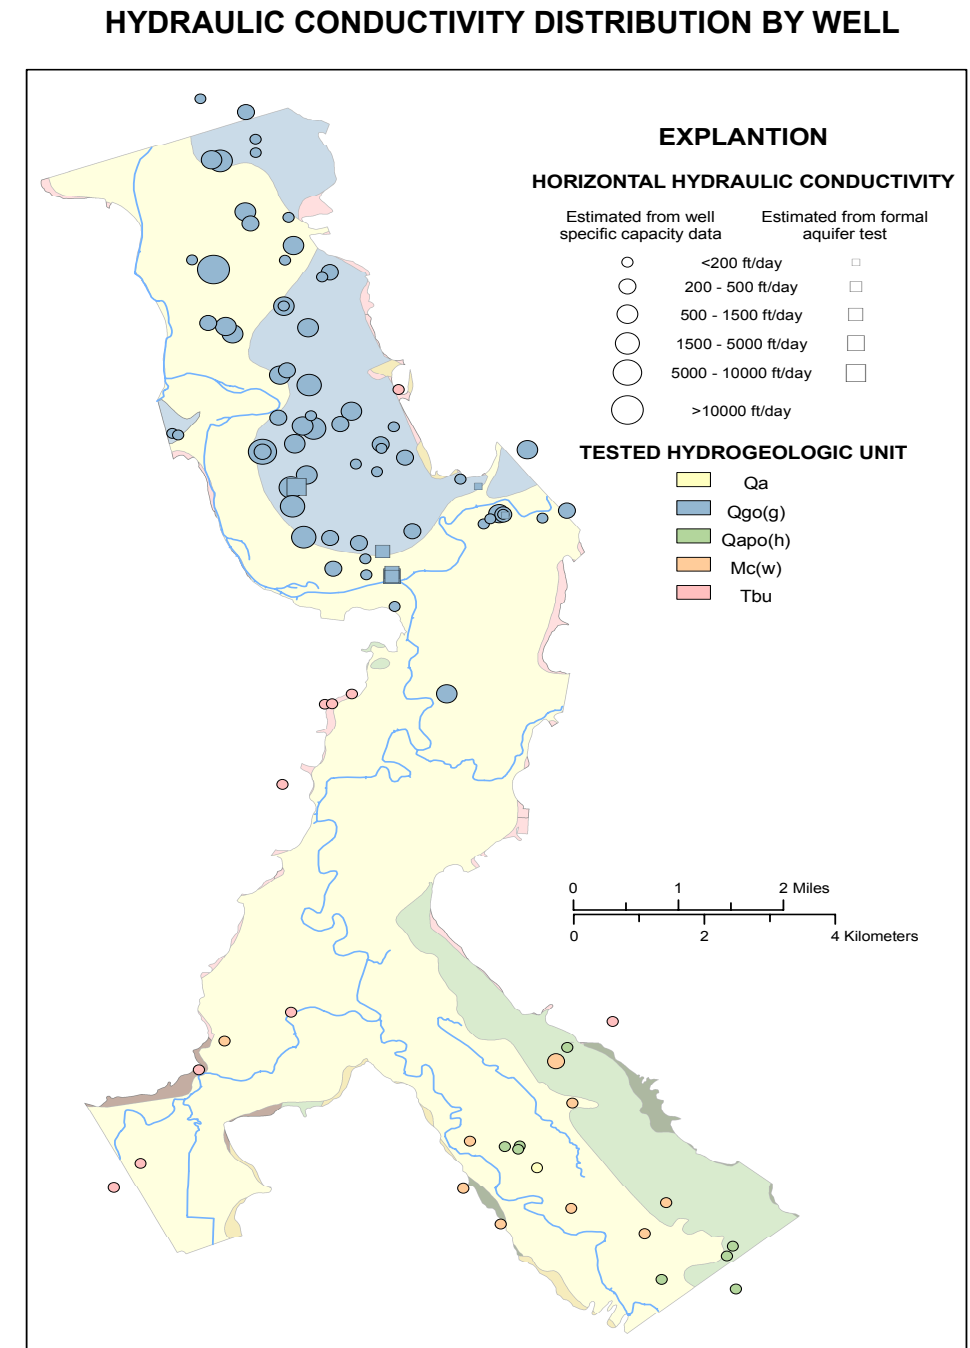 HYDRAULIC CONDUCTIVITY DISTRIBUTION BY WELL
EXPLANTION
HORIZONTAL HYDRAULIC CONDUCTIVITY
Estimated from well
specific capacity data
Estimated from formal
aquifer test
<200 ft/day
200 - 500 ft/day
500 - 1500 ft/day
1500 - 5000 ft/day
5000 - 10000 ft/day
>10000 ft/day
TESTED HYDROGEOLOGIC UNIT
Qa
Qgo(g)
Qapo(h)
Mc(w)
Tbu
0 1 2 Miles
0 2 4 Kilometers